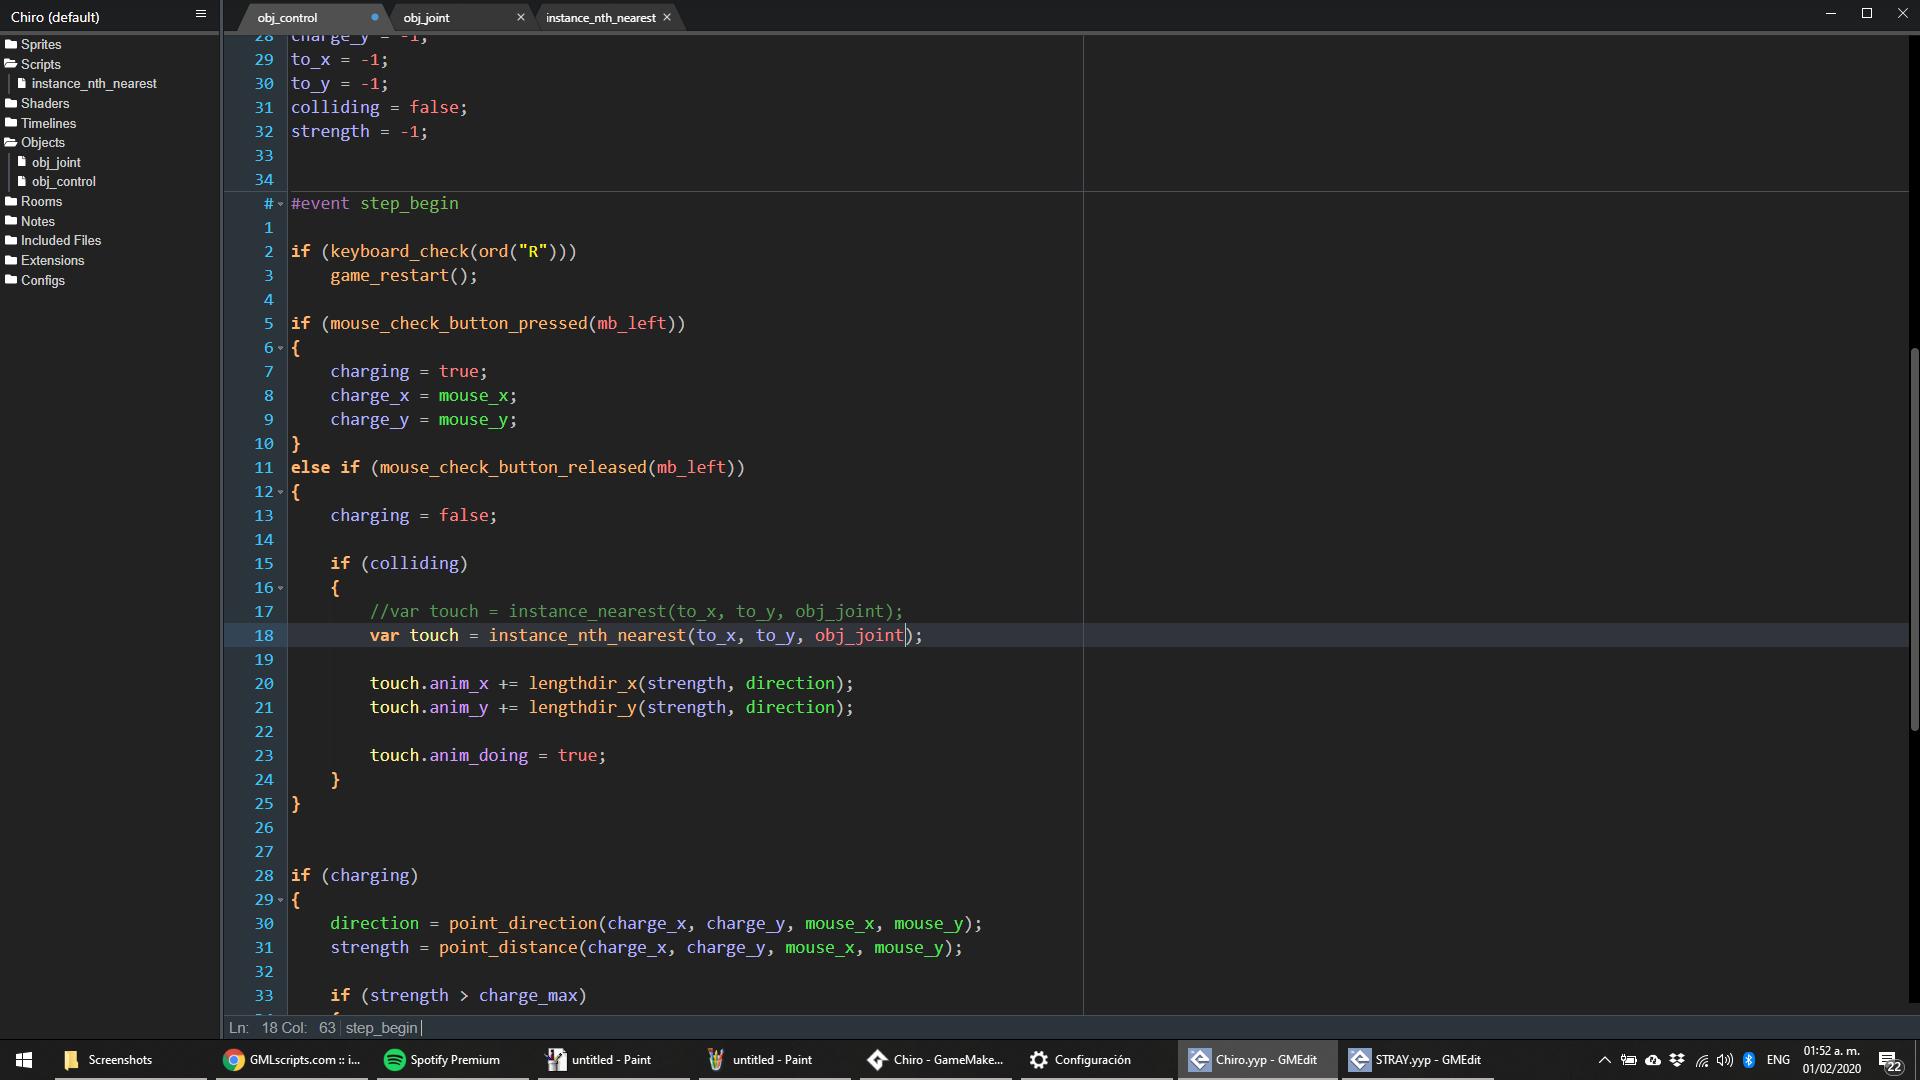 Chiro (default)
obj_control
obj_joint
instance_nth_nearest
Sprites
Scripts
instance_nth_nearest
Shaders
Timelines
Objects
obj_joint
obj_control
Rooms
Notes
Included Files
Extensions
Configs
28 charge_y = -1;
29 to_x = -1;
30 to_y = -1;
31 colliding = false;
32 strength = -1;
33
34
# #event step_begin
1
2 if (keyboard_check(ord("R")))
3 game_restart();
4
5 if (mouse_check_button_pressed(mb_left))
6 {
7 charging = true;
8 charge_x = mouse_x;
9 charge_y = mouse_y;
10 }
11 else if (mouse_check_button_released(mb_left))
12 {
13 charging = false;
14
15 if (colliding)
16 {
17 //var touch = instance_nearest(to_x, to_y, obj_joint);
18 var touch = instance_nth_nearest(to_x, to_y, obj_joint);
19
20 touch.anim_x += lengthdir_x(strength, direction);
21 touch.anim_y += lengthdir_y(strength, direction);
22
23 touch.anim_doing = true;
24 }
25 }
26
27
28 if (charging)
29 {
30 direction = point_direction(charge_x, charge_y, mouse_x, mouse_y);
31 strength = point_distance(charge_x, charge_y, mouse_x, mouse_y);
32
33 if (strength > charge_max)
Ln: 18 Col: 63 step_begin
Screenshots
GMLscripts.com :: i...
Spotify Premium
untitled - Paint
untitled - Paint
Chiro - GameMake...
Configuración
Chiro.yyp - GMEdit
STRAY.yyp - GMEdit
ENG
01:52 a. m.
01/02/2020
22